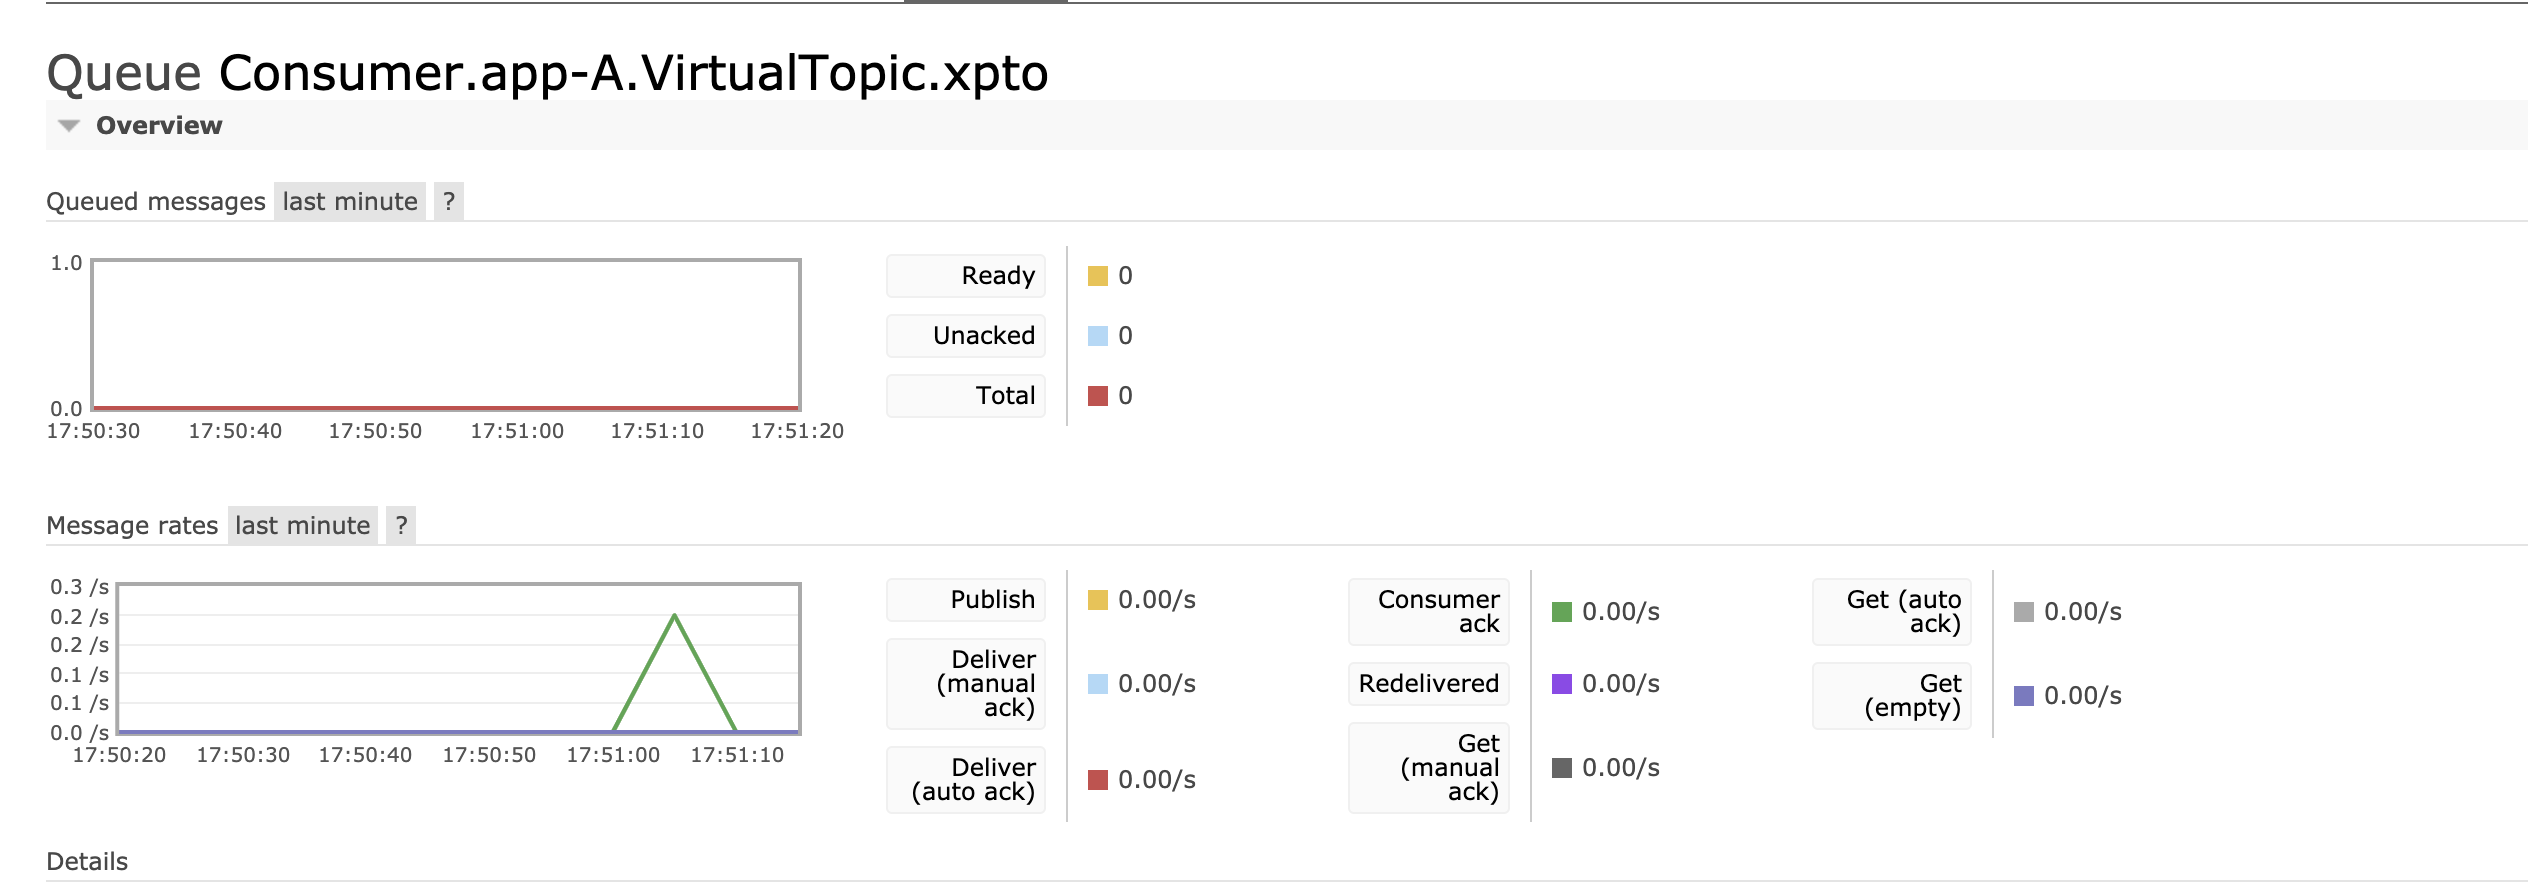 Queue Consumer.app-A.VirtualTopic.xpto
Overview
Queued messages last minute ?
1.0
0.0
17:50:30 17:50:40 17:50:50 17:51:00 17:51:10 17:51:20
Ready 0
Unacked 0
Total 0
Message rates last minute ?
0.3 /s
0.2 /s
0.2 /s
0.1 /s
0.1 /s
0.0 /s
17:50:20 17:50:30 17:50:40 17:50:50 17:51:00 17:51:10
Publish 0.00/s
Deliver
(manual 0.00/s
ack)
Deliver
(auto ack) 0.00/s
Consumer
ack 0.00/s
Redelivered 0.00/s
Get
(manual 0.00/s
ack)
Get (auto
ack) 0.00/s
Get
(empty) 0.00/s
Details